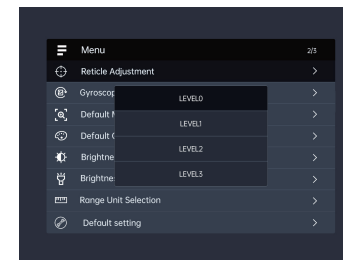 Menu 2/3
Reticle Adjustment
Gyroscop
LEVEL0
Default
LEVEL1
Default
LEVEL2
Brightne
LEVEL3
Brightne
Range Unit Selection
Default setting